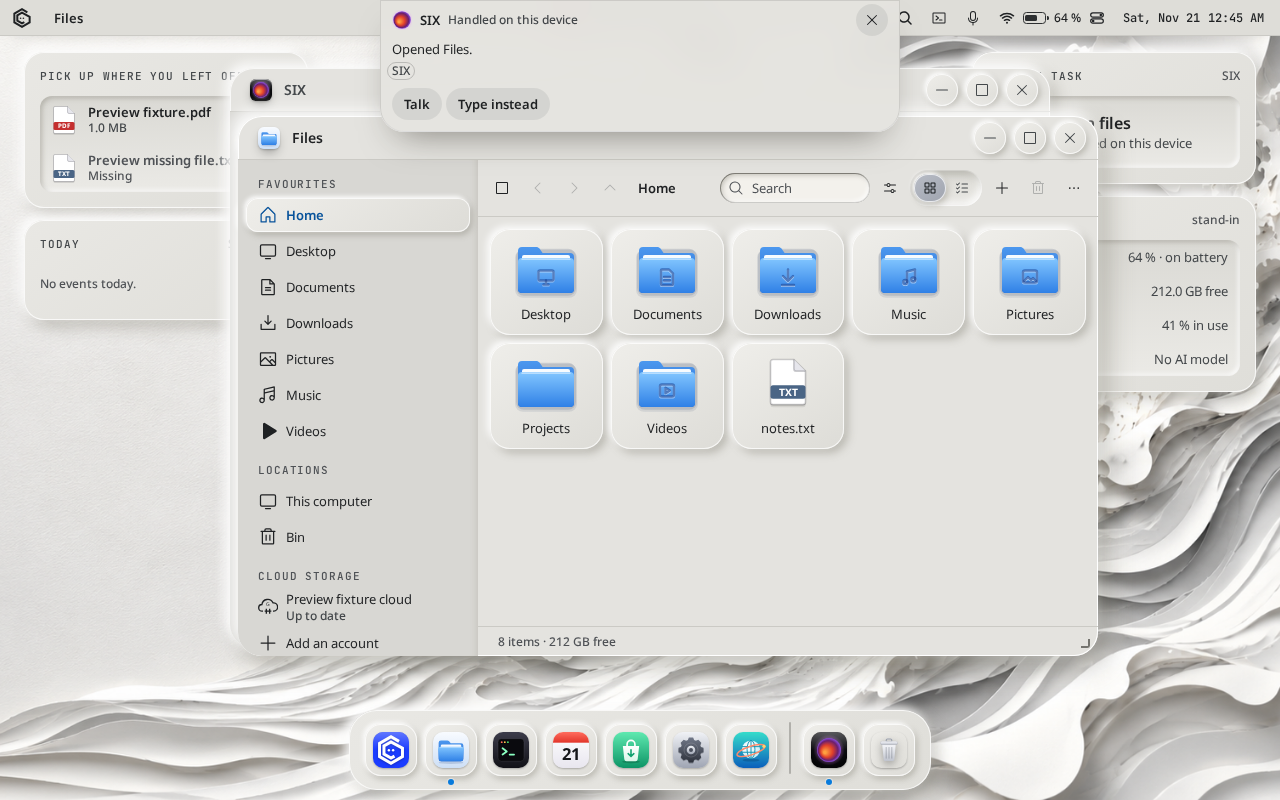 Files
64 %
Sat, Nov 21 12:45 AM
SIX Handled on this device
Opened Files.
SIX
Talk
Type instead
PICK UP WHERE YOU LEFT
Preview fixture.pdf
1.0 MB
Preview missing file
Missing
TODAY
No events today.
SIX
TASK
SIX
files
on this device
stand-in
64 % · on battery
212.0 GB free
41 % in use
No AI model
Files
FAVOURITES
Home
Desktop
Documents
Downloads
Pictures
Music
Videos
LOCATIONS
This computer
Bin
CLOUD STORAGE
Preview fixture cloud
Up to date
Add an account
Home
Search
Desktop
Documents
Downloads
Music
Pictures
Projects
Videos
TXT
notes.txt
8 items · 212 GB free
PDF
TXT
21